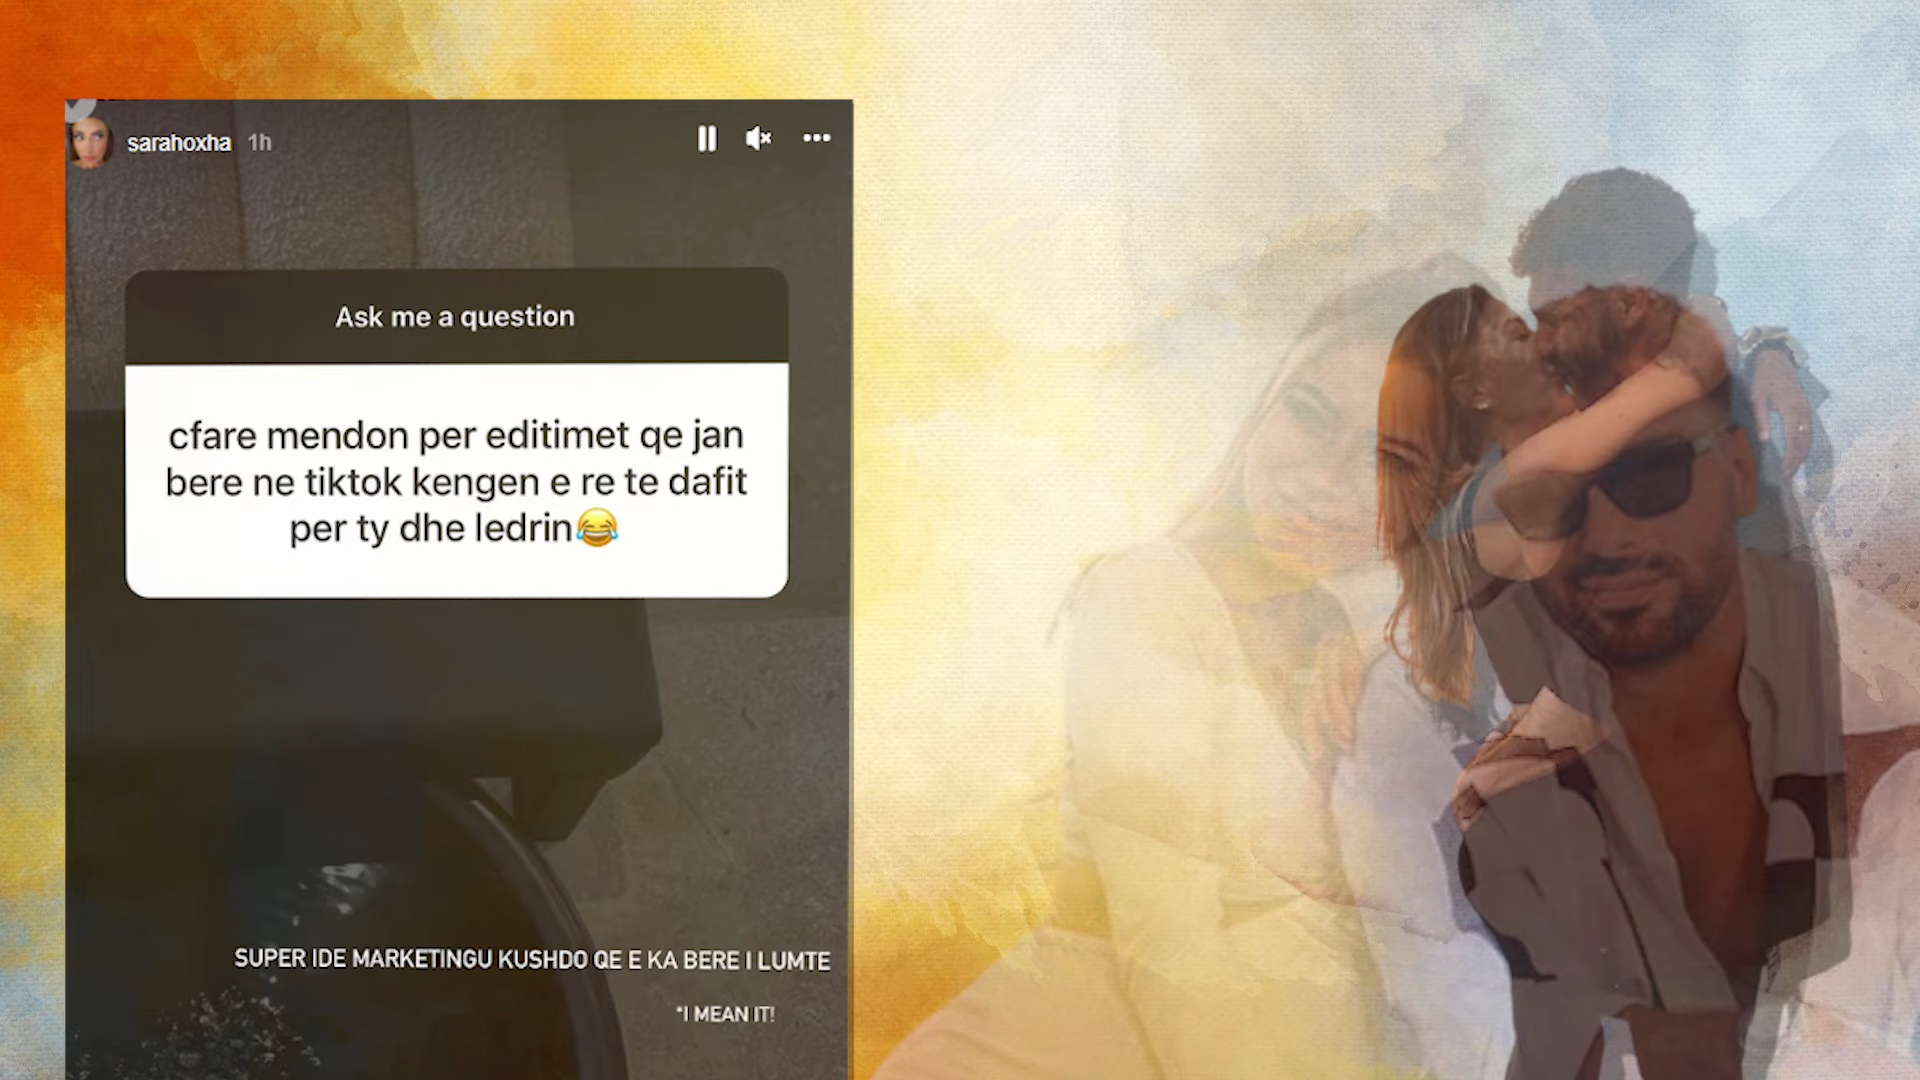 sarahoxha 1h
Ask me a question
cfare mendon per editimet qe jan
bere ne tiktok kengen e re te dafit
per ty dhe ledrin😂
SUPER IDE MARKETINGU KUSHDO QE E KA BERE I LUMTE
*I MEAN IT!